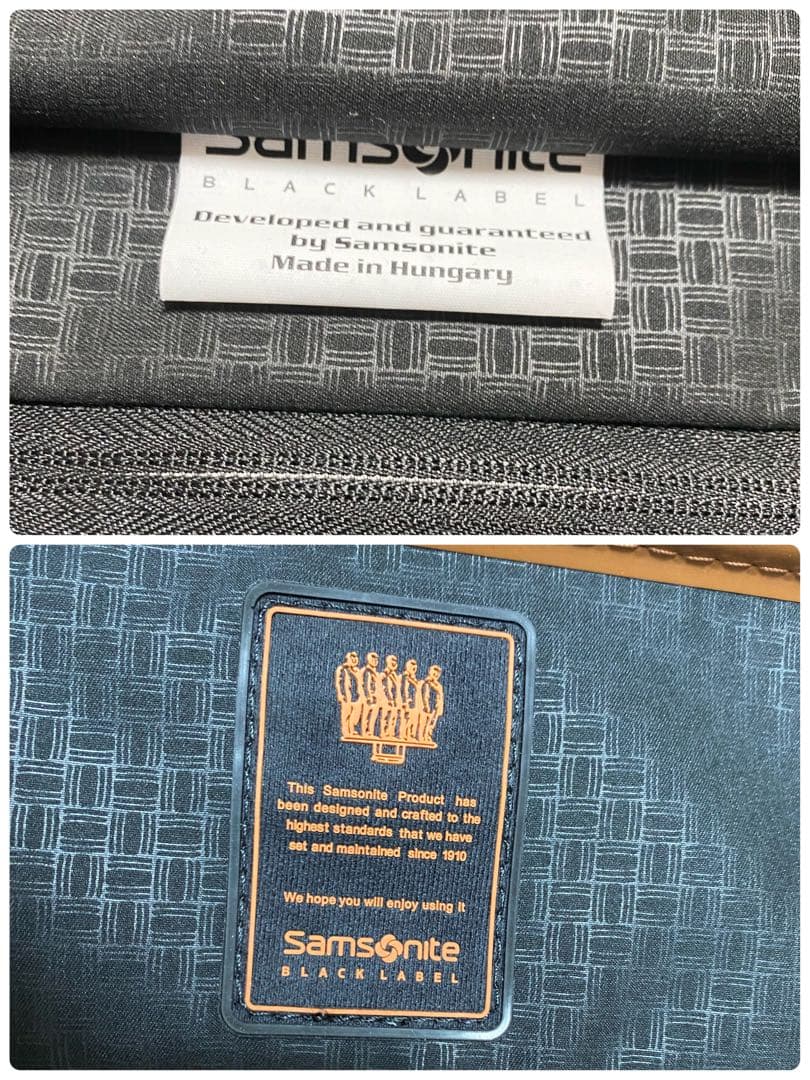 Samsonite
BLACK LABEL
Developed and guaranteed
by Samsonite
Made in Hungary
This Samsonite Product has
been designed and crafted to the
highest standards that we have
set and maintained since 1910
We hope you will enjoy using it
Samsonite
BLACK LABEL